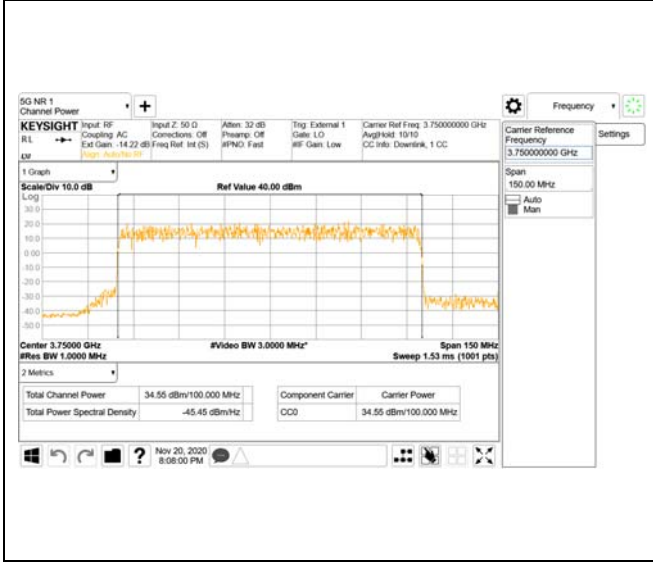 5G NR 1
Channel Power
Frequency
KEYSIGHT
R L
LW
Input: RF
Coupling: AC
Ext Gain: -14.22 dB
Align: Auto/No RF
Input Z: 50 Ω
Corrections: Off
Freq Ref: Int (S)
Atten: 32 dB
Preamp: Off
#PNO: Fast
Trig: External 1
Gate: LO
#IF Gain: Low
Carrier Ref Freq: 3.750000000 GHz
Avg|Hold: 10/10
CC Info: Downlink, 1 CC
Carrier Reference
Frequency
3.750000000 GHz
Settings
Span
150.00 MHz
Auto
Man
1 Graph
Scale/Div 10.0 dB
Ref Value 40.00 dBm
Log
30.0
20.0
10.0
0.00
-10.0
-20.0
-30.0
-40.0
-50.0
Center 3.75000 GHz
#Video BW 3.0000 MHz*
Span 150 MHz
#Res BW 1.0000 MHz
Sweep 1.53 ms (1001 pts)
2 Metrics
Total Channel Power 34.55 dBm/100.000 MHz
Total Power Spectral Density -45.45 dBm/Hz
Component Carrier Carrier Power
CC0 34.55 dBm/100.000 MHz
Nov 20, 2020
8:08:00 PM